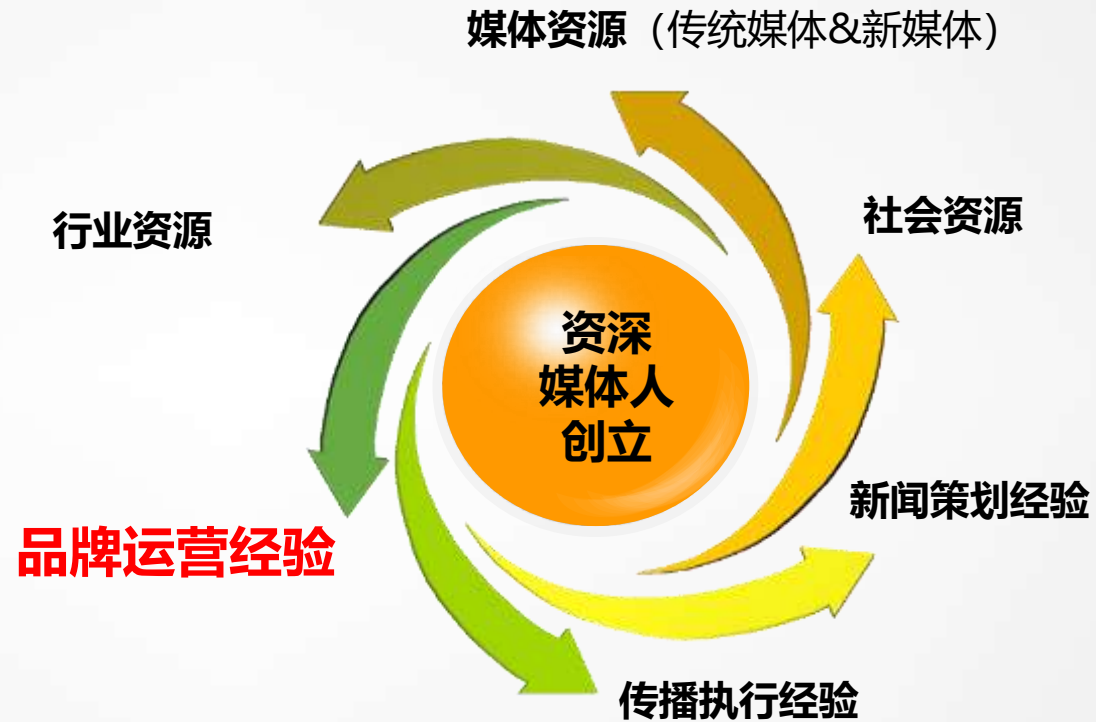 媒体资源（传统媒体&新媒体）
行业资源
社会资源
资深
媒体人
创立
新闻策划经验
品牌运营经验
传播执行经验